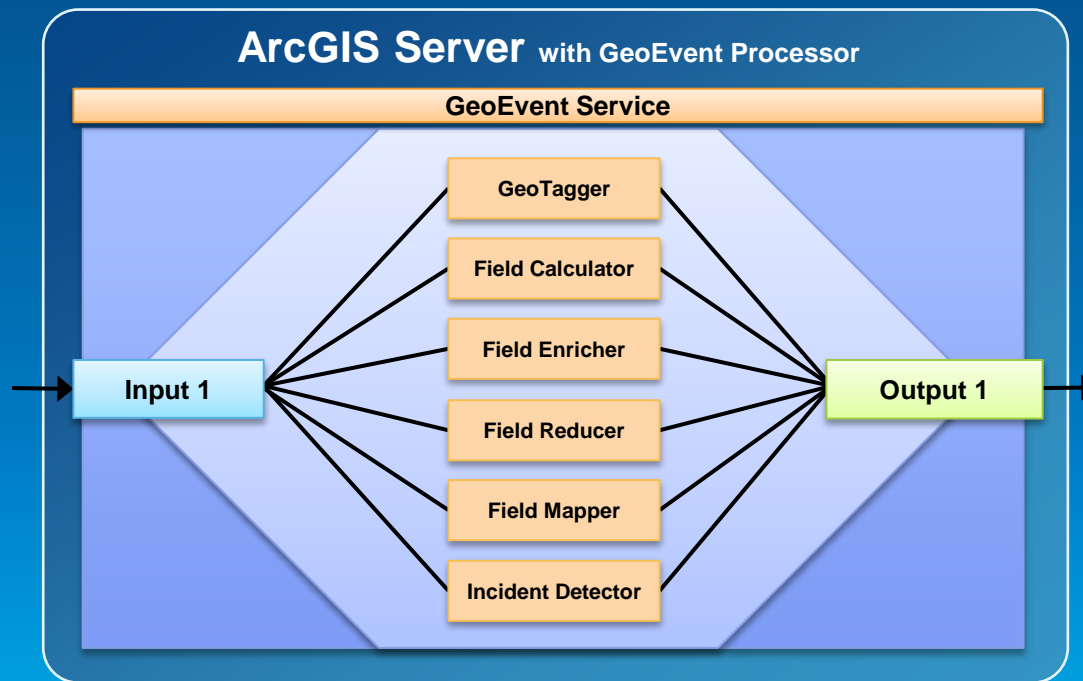 ArcGIS Server with GeoEvent Processor
GeoEvent Service
GeoTagger
Field Calculator
Field Enricher
Input 1
Output 1
Field Reducer
Field Mapper
Incident Detector